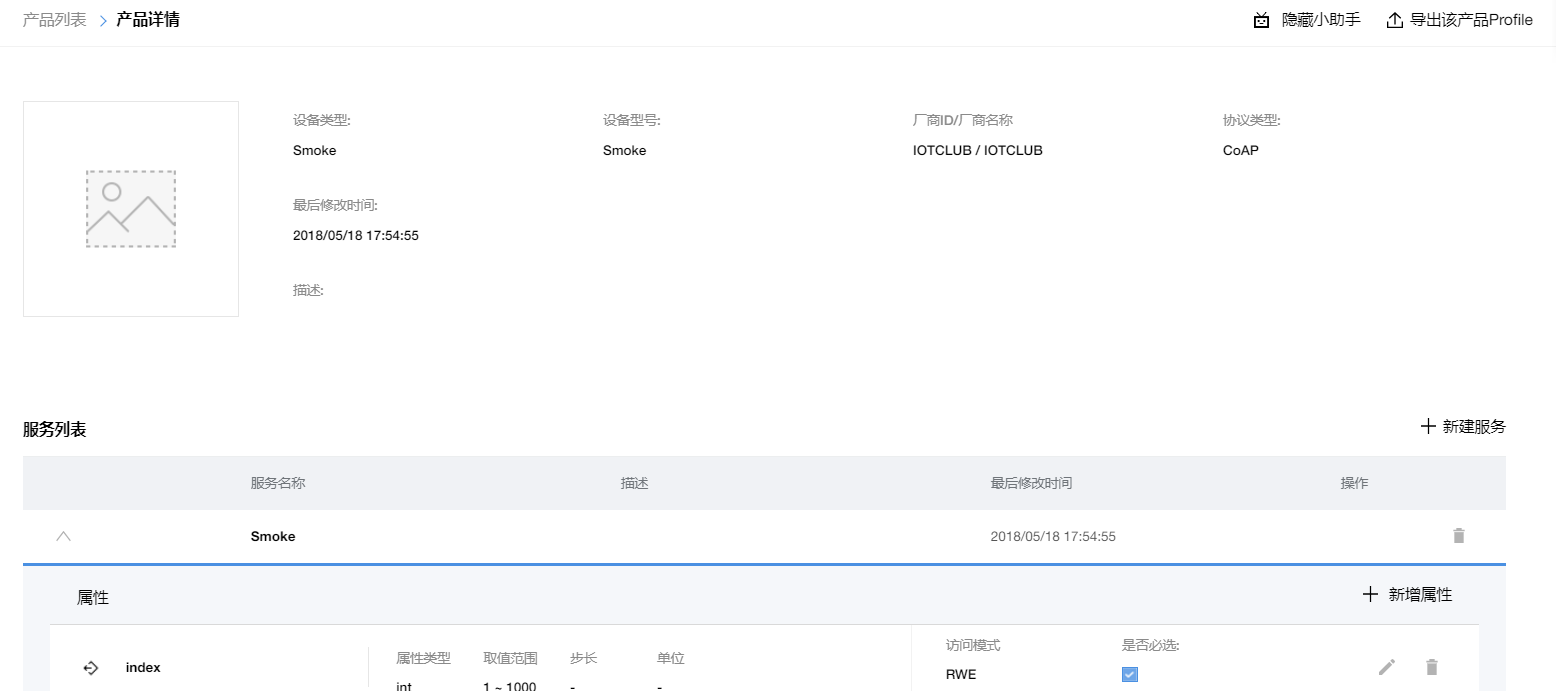 产品列表 产品详情 隐藏小助手 导出该产品Profile
设备类型: 设备型号: 厂商ID/厂商名称 协议类型:
Smoke Smoke IOTCLUB / IOTCLUB CoAP
最后修改时间:
2018/05/18 17:54:55
描述:
服务列表 新建服务
服务名称 描述 最后修改时间 操作
Smoke 2018/05/18 17:54:55
属性 新增属性
属性类型 取值范围 步长 单位 访问模式 是否必选:
index int 1 ~ 1000 - - RWE